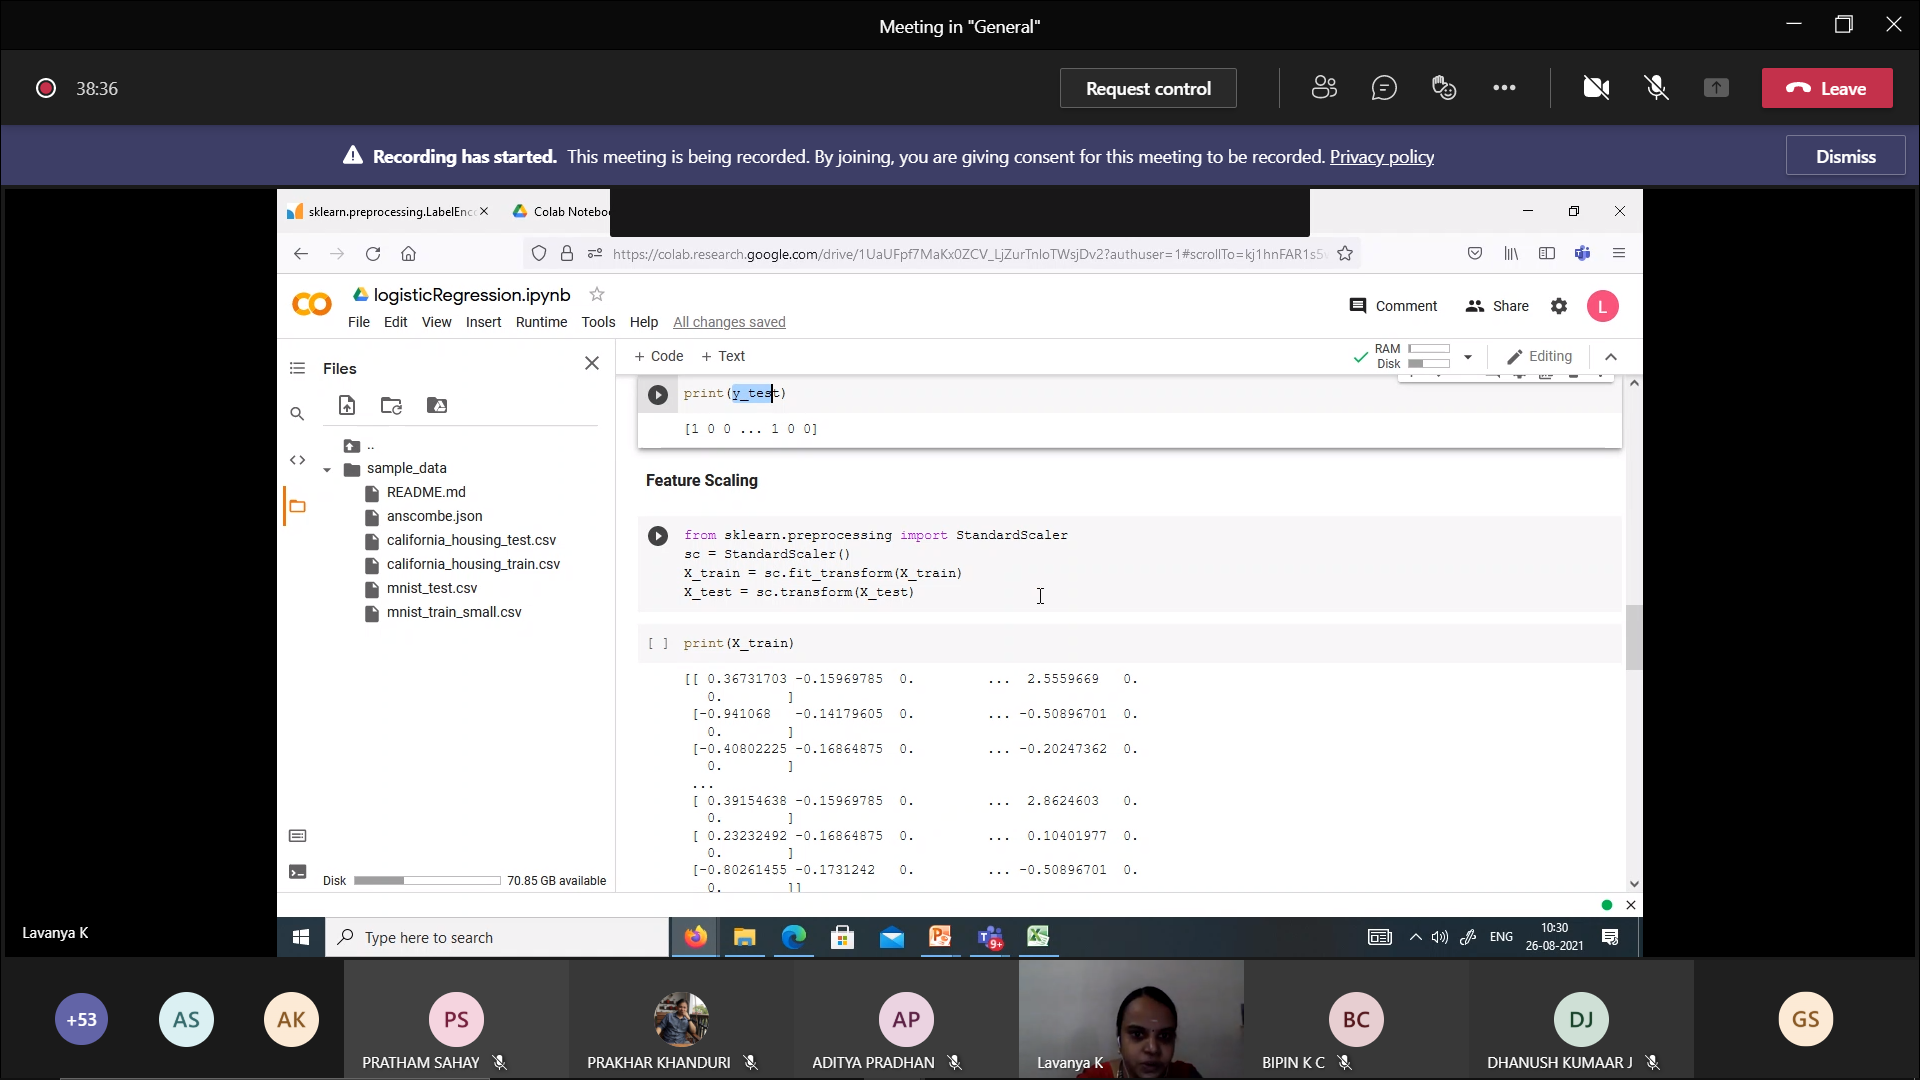 Meeting in "General"
38:36
Request control
Leave
Recording has started. This meeting is being recorded. By joining, you are giving consent for this meeting to be recorded. Privacy policy
Dismiss
sklearn.preprocessing.LabelEnc
Colab Notebo
https://colab.research.google.com/drive/1UaUFpf7MaKx0ZCV_LjZurTnIoTWsjDv2?authuser=1#scrollTo=kj1hnFAR1s5
logisticRegression.ipynb
Comment
Share
L
File Edit View Insert Runtime Tools Help All changes saved
Files
+ Code + Text
RAM
Disk
Editing
..
sample_data
README.md
anscombe.json
california_housing_test.csv
california_housing_train.csv
mnist_test.csv
mnist_train_small.csv
Disk
70.85 GB available
print(y_test)
[1 0 0 ... 1 0 0]
Feature Scaling
from sklearn.preprocessing import StandardScaler
sc = StandardScaler()
X_train = sc.fit_transform(X_train)
X_test = sc.transform(X_test)
[ ] print(X_train)
[[ 0.36731703 -0.15969785 0. ... 2.5559669 0.
0. ]
[-0.941068 -0.14179605 0. ... -0.50896701 0.
0. ]
[-0.40802225 -0.16864875 0. ... -0.20247362 0.
0. ]
...
[ 0.39154638 -0.15969785 0. ... 2.8624603 0.
0. ]
[ 0.23232492 -0.16864875 0. ... 0.10401977 0.
0. ]
[-0.80261455 -0.1731242 0. ... -0.50896701 0.
0. ]]
Lavanya K
Type here to search
9+
ENG
10:30
26-08-2021
+53
AS
AK
PS
PRATHAM SAHAY
PRAKHAR KHANDURI
AP
ADITYA PRADHAN
Lavanya K
BC
BIPIN K C
DJ
DHANUSH KUMAAR J
GS